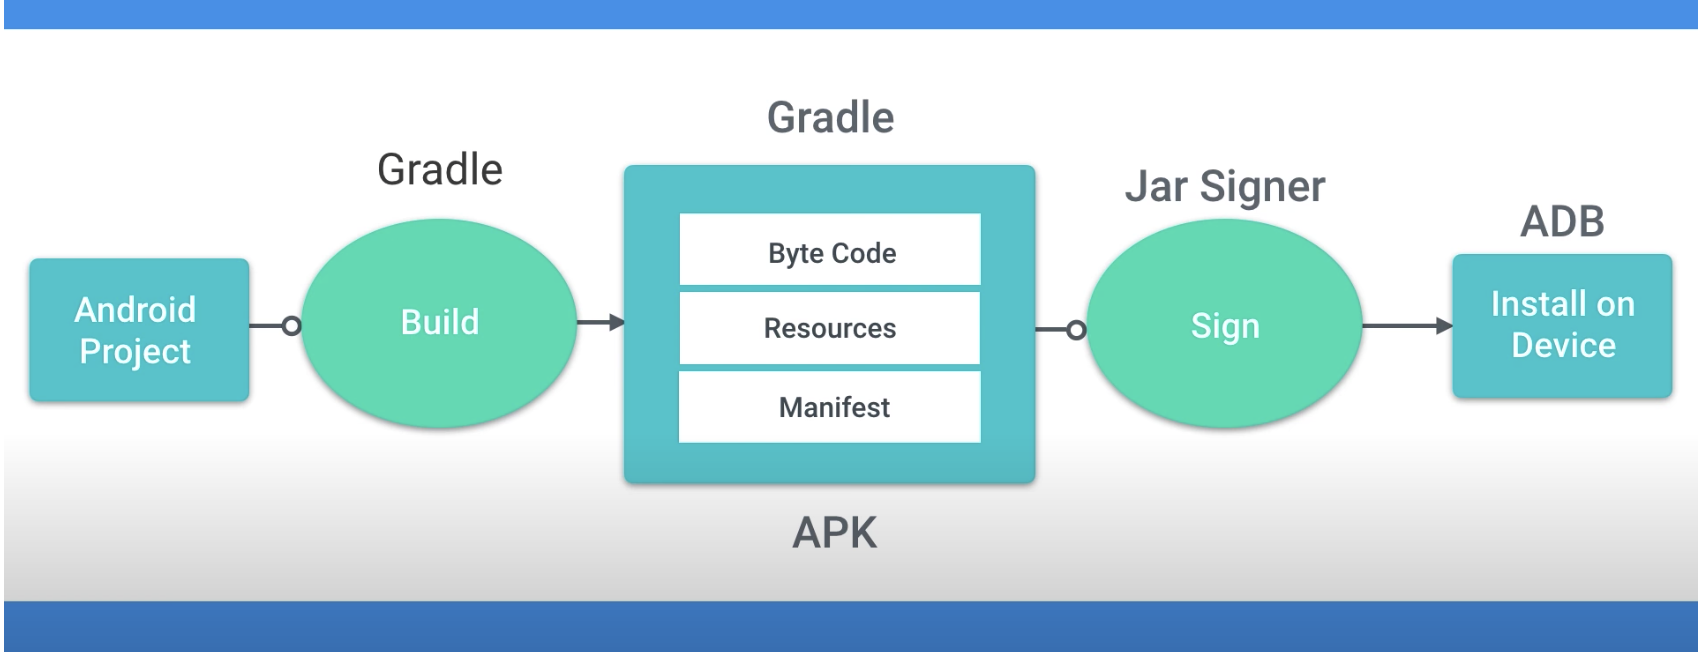 Gradle
Gradle
Jar Signer
ADB
Android
Project
Build
Byte Code
Resources
Manifest
Sign
Install on
Device
APK